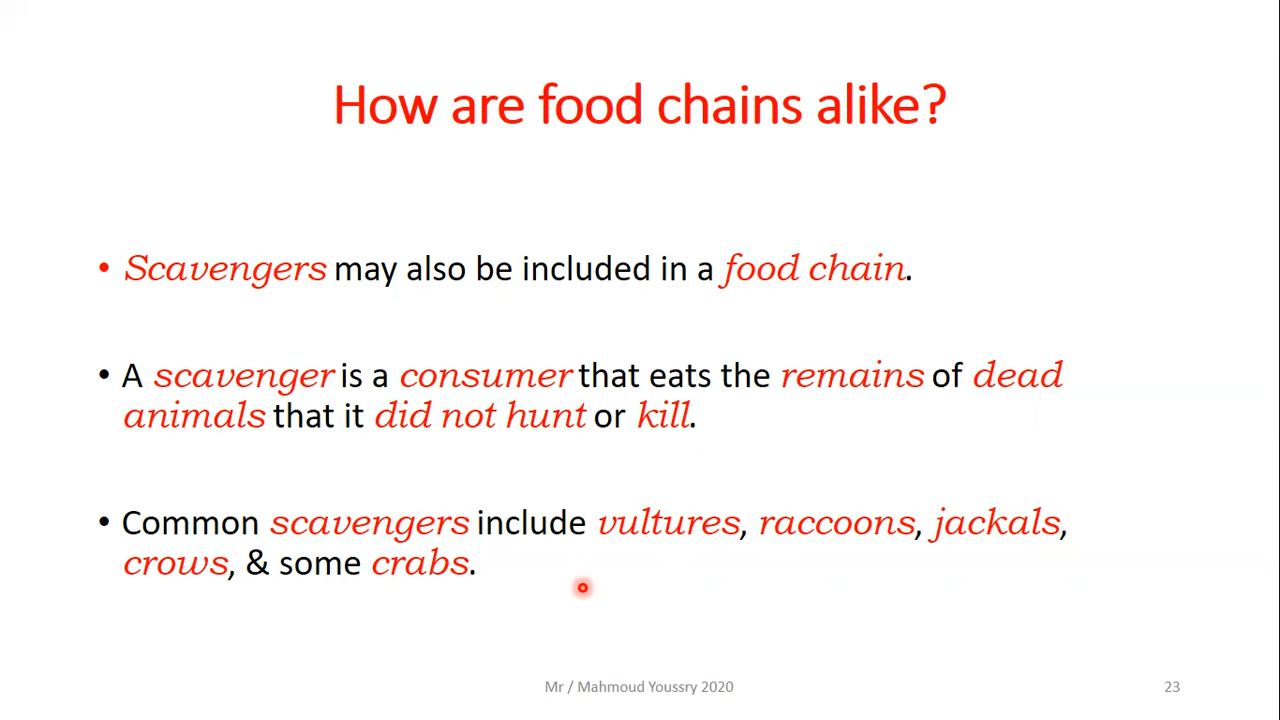 How are food chains alike?
• Scavengers may also be included in a food chain.
• A scavenger is a consumer that eats the remains of dead
animals that it did not hunt or kill.
• Common scavengers include vultures, raccoons, jackals,
crows, & some crabs.
Mr / Mahmoud Youssry 2020
23